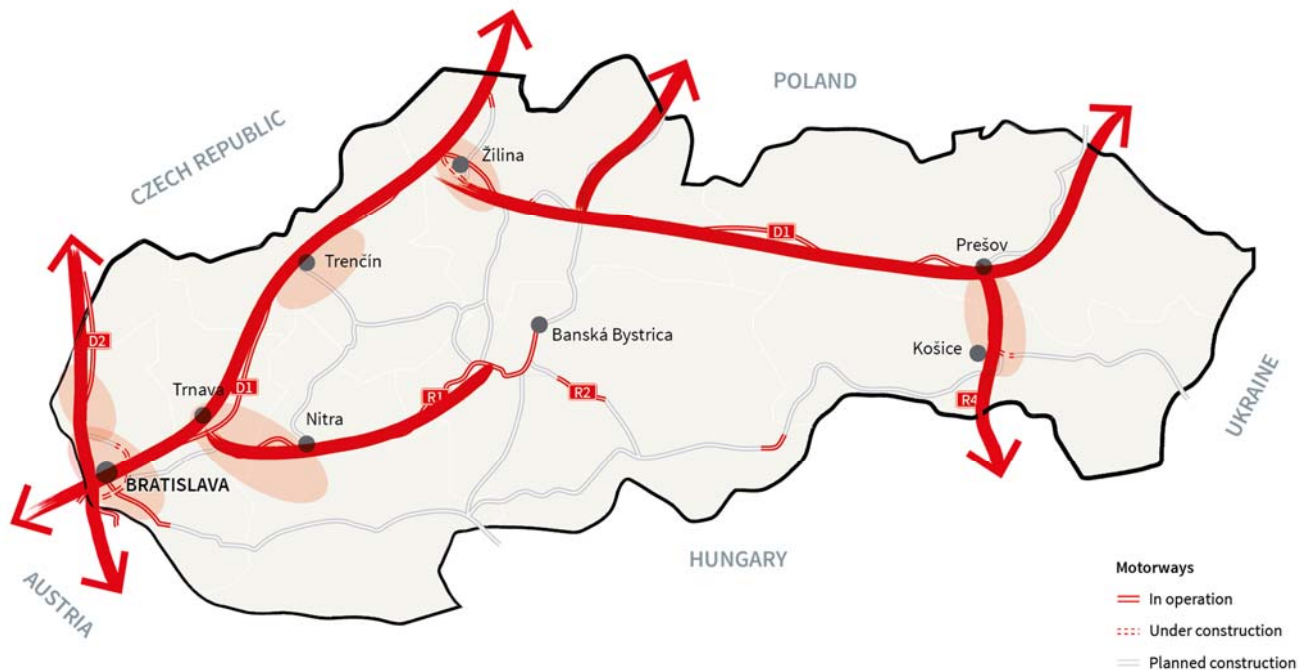 POLAND
CZECH REPUBLIC
Žilina
D1
Prešov
Trenčín
D2
Banská Bystrica
Košice
Trnava
D1
R1
R2
R4
Nitra
UKRAINE
BRATISLAVA
HUNGARY
AUSTRIA
Motorways
In operation
Under construction
Planned construction